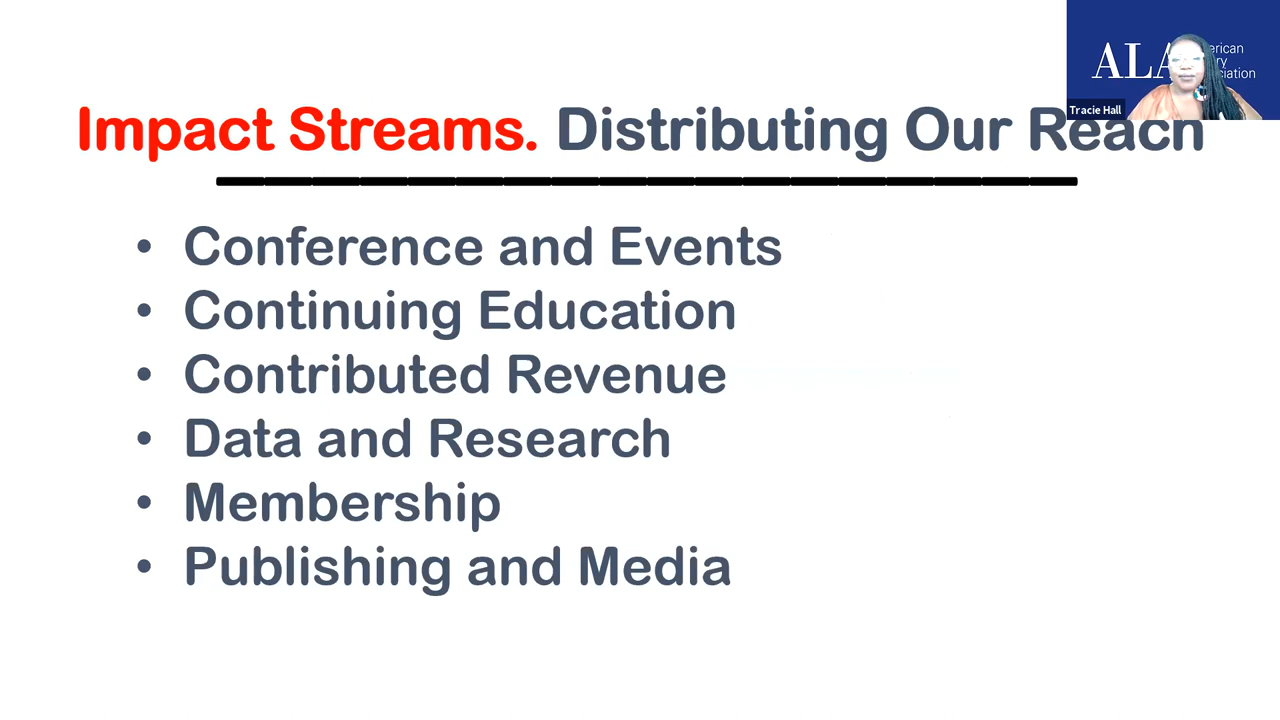 ALA
Tracie Hall
Impact Streams. Distributing Our Reach
• Conference and Events
• Continuing Education
• Contributed Revenue
• Data and Research
• Membership
• Publishing and Media